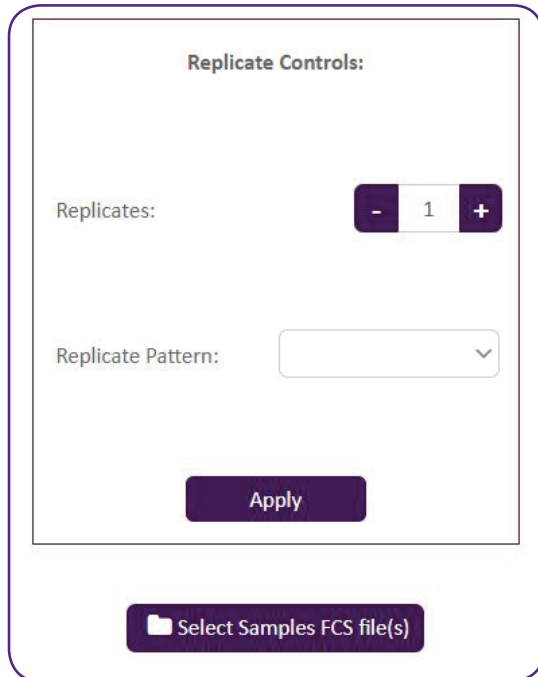 Replicate Controls:
Replicates: - 1 +
Replicate Pattern:
Apply
Select Samples FCS file(s)